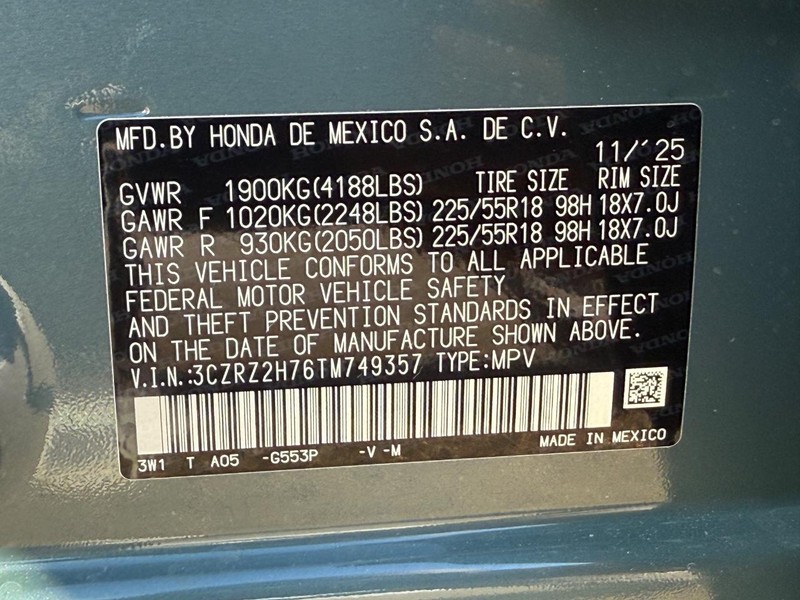 MFD.BY HONDA DE MEXICO S.A. DE C.V.
11/'25
GVWR 1900KG(4188LBS) TIRE SIZE RIM SIZE
GAWR F 1020KG(2248LBS) 225/55R18 98H 18X7.0J
GAWR R 930KG(2050LBS) 225/55R18 98H 18X7.0J
THIS VEHICLE CONFORMS TO ALL APPLICABLE
FEDERAL MOTOR VEHICLE SAFETY
AND THEFT PREVENTION STANDARDS IN EFFECT
ON THE DATE OF MANUFACTURE SHOWN ABOVE.
V.I.N.:3CZRZ2H76TM749357 TYPE:MPV
3W1 T A05 -G553P -V -M MADE IN MEXICO